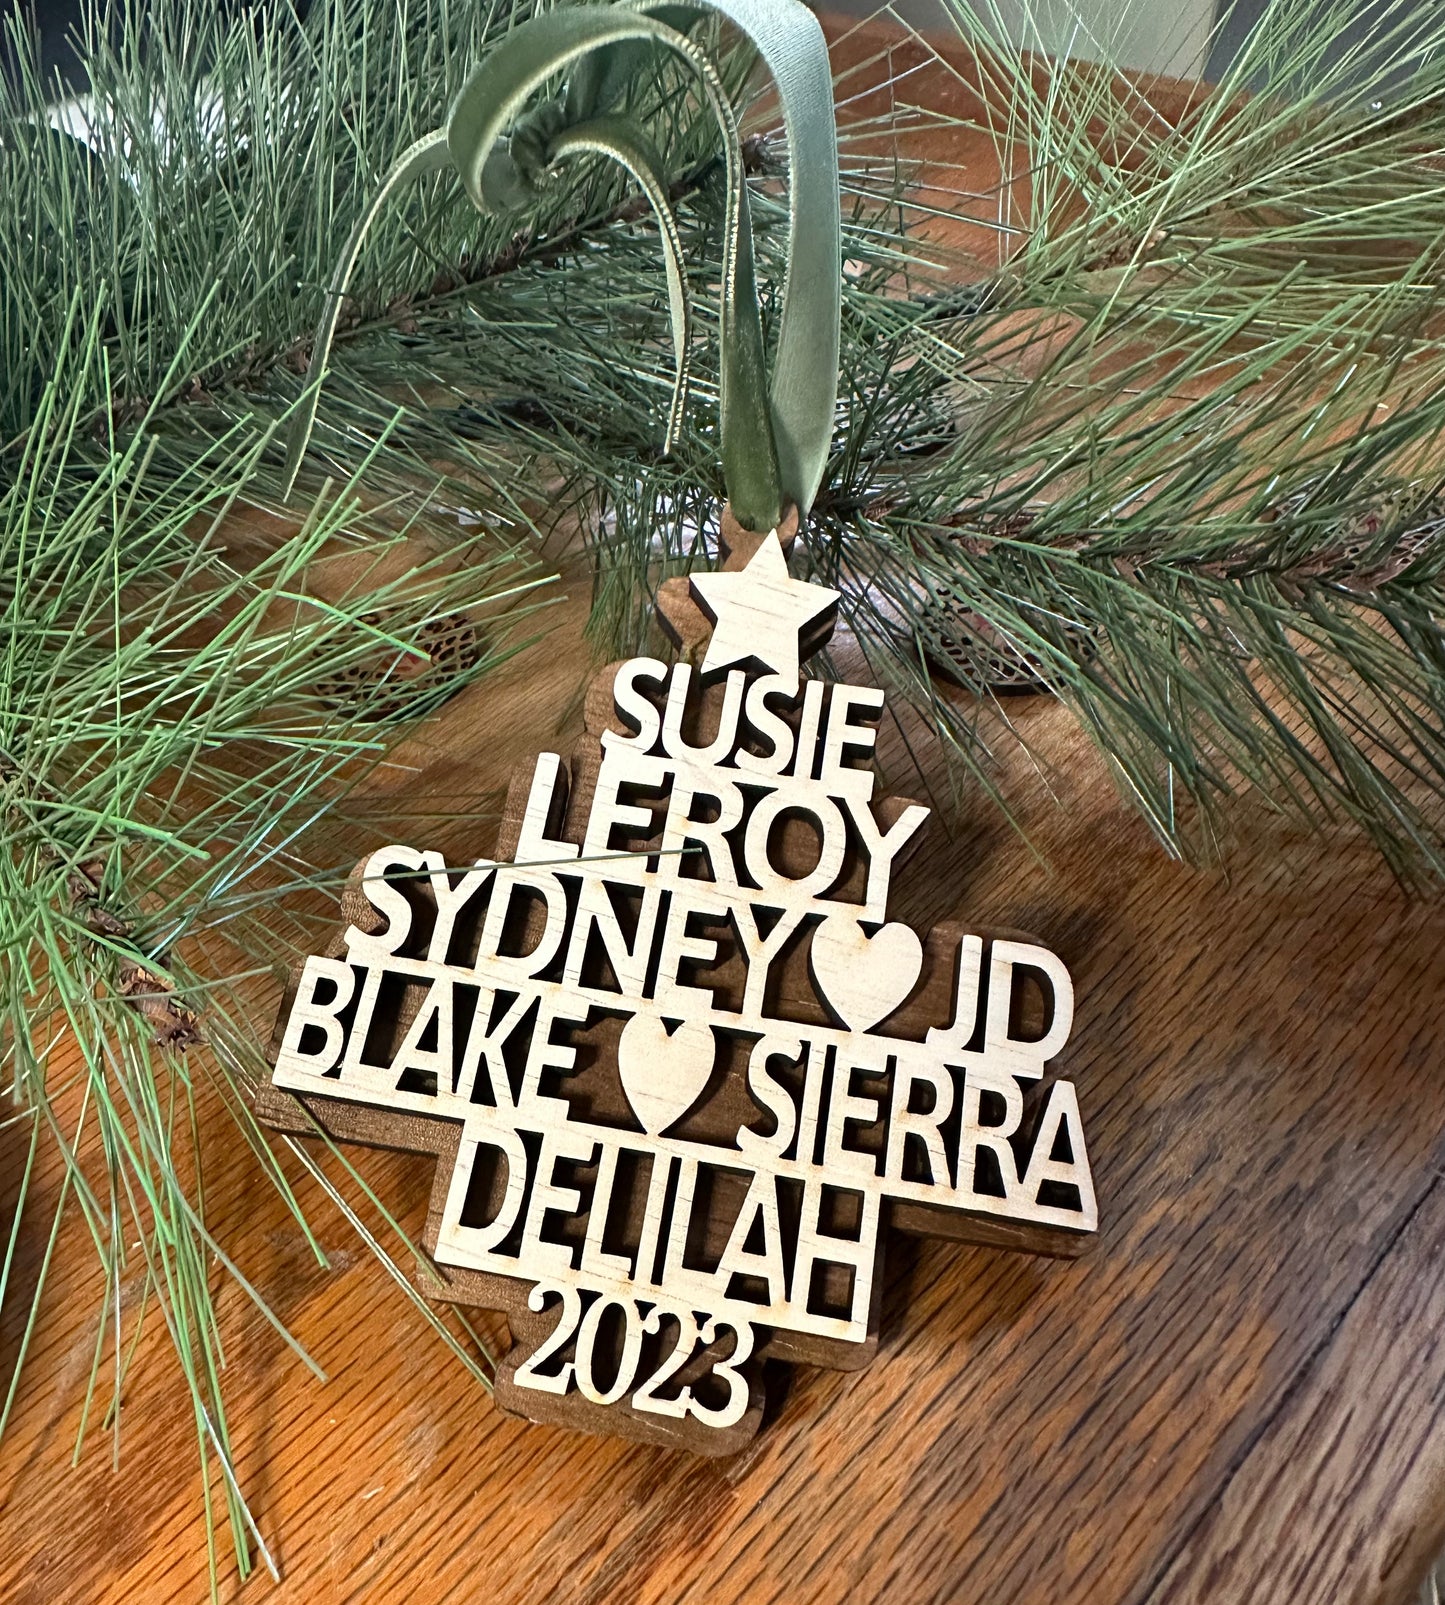 SUSIE
LEROY
SYDNEY JD
BLAKE SIERRA
DELILAH
2023